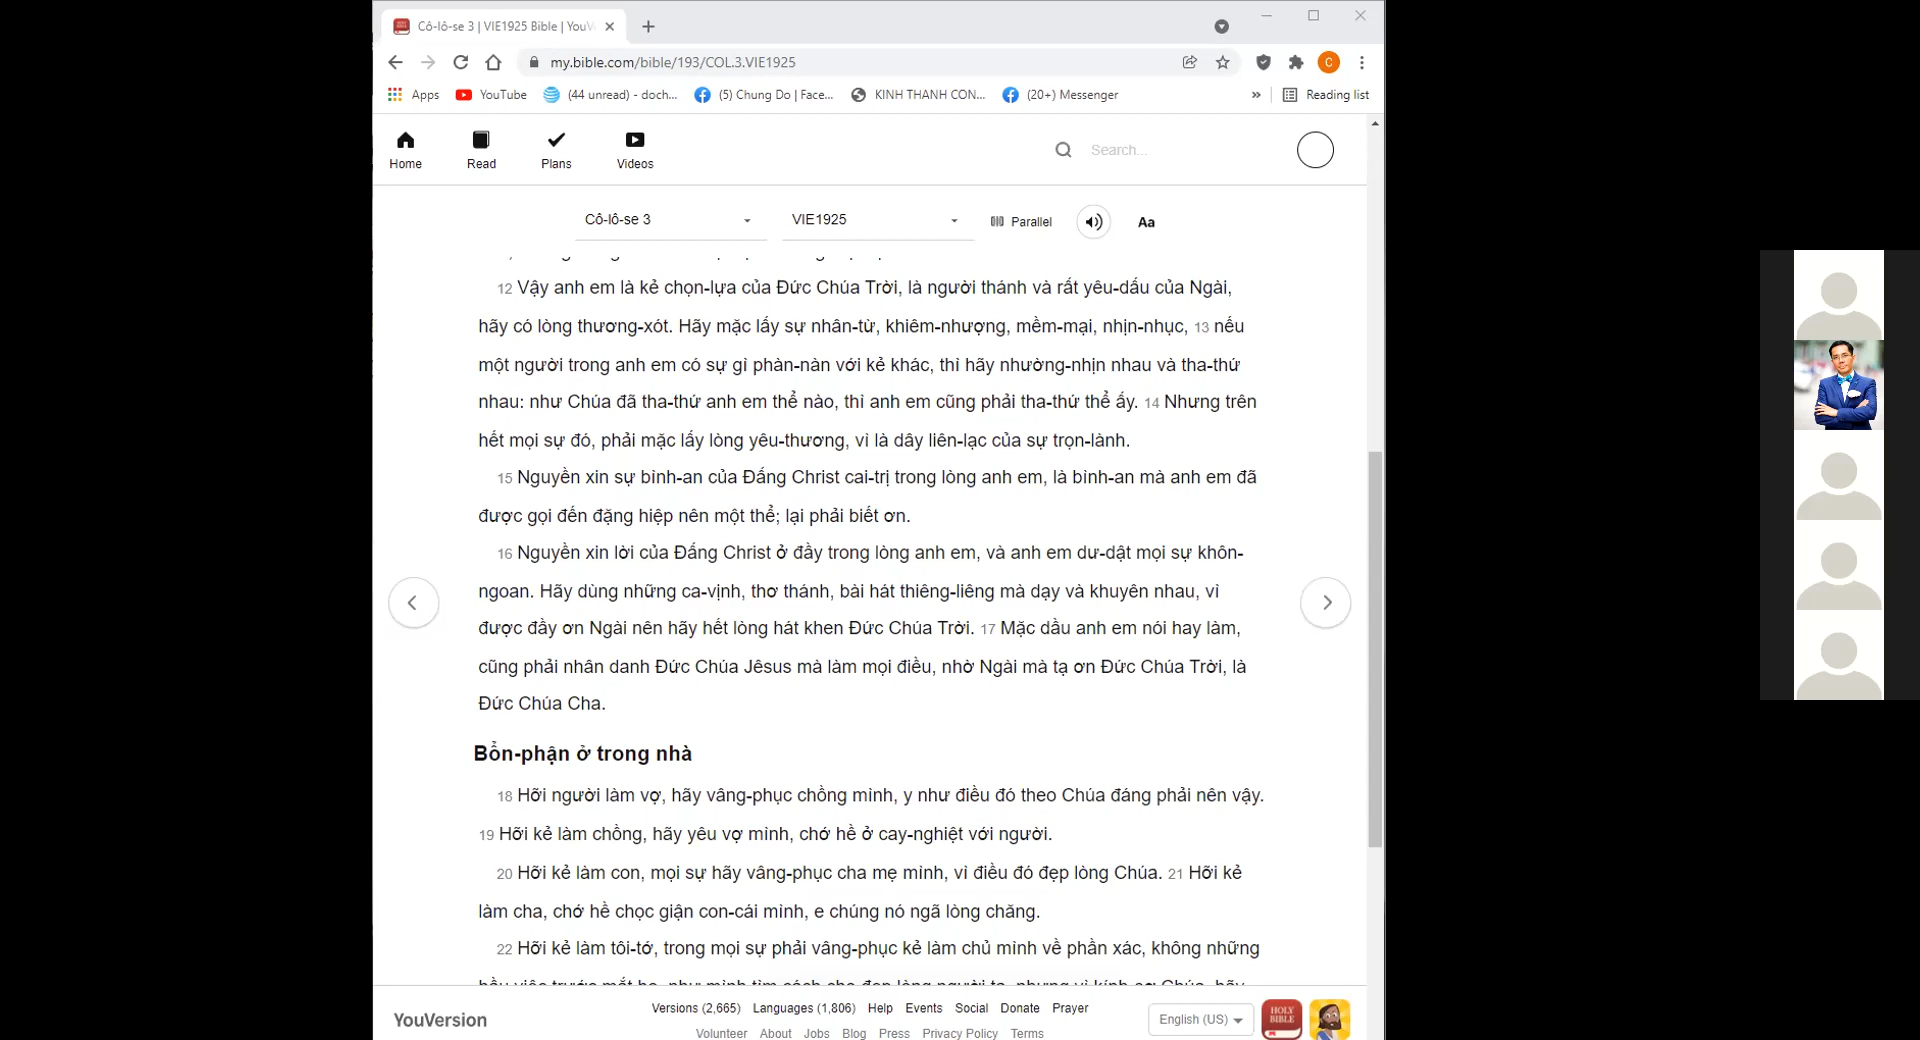 Cô-lô-se 3 | VIE1925 Bible | YouV
my.bible.com/bible/193/COL.3.VIE1925
Apps YouTube (44 unread) - doch... (5) Chung Do | Face... KINH THANH CON... (20+) Messenger » Reading list
Home Read Plans Videos Search...
Cô-lô-se 3 VIE1925 Parallel Aa
12 Vậy anh em là kẻ chọn-lựa của Đức Chúa Trời, là người thánh và rất yêu-dấu của Ngài,
hãy có lòng thương-xót. Hãy mặc lấy sự nhân-từ, khiêm-nhượng, mềm-mại, nhịn-nhục, 13 nếu
một người trong anh em có sự gì phàn-nàn với kẻ khác, thì hãy nhường-nhịn nhau và tha-thứ
nhau: như Chúa đã tha-thứ anh em thể nào, thì anh em cũng phải tha-thứ thể ấy. 14 Nhưng trên
hết mọi sự đó, phải mặc lấy lòng yêu-thương, vì là dây liên-lạc của sự trọn-lành.
15 Nguyền xin sự bình-an của Đấng Christ cai-trị trong lòng anh em, là bình-an mà anh em đã
được gọi đến đặng hiệp nên một thể; lại phải biết ơn.
16 Nguyền xin lời của Đấng Christ ở đầy trong lòng anh em, và anh em dư-dật mọi sự khôn-
ngoan. Hãy dùng những ca-vịnh, thơ thánh, bài hát thiêng-liêng mà dạy và khuyên nhau, vì
được đầy ơn Ngài nên hãy hết lòng hát khen Đức Chúa Trời. 17 Mặc dầu anh em nói hay làm,
cũng phải nhân danh Đức Chúa Jêsus mà làm mọi điều, nhờ Ngài mà tạ ơn Đức Chúa Trời, là
Đức Chúa Cha.
Bổn-phận ở trong nhà
18 Hỡi người làm vợ, hãy vâng-phục chồng mình, y như điều đó theo Chúa đáng phải nên vậy.
19 Hỡi kẻ làm chồng, hãy yêu vợ mình, chớ hề ở cay-nghiệt với người.
20 Hỡi kẻ làm con, mọi sự hãy vâng-phục cha mẹ mình, vì điều đó đẹp lòng Chúa. 21 Hỡi kẻ
làm cha, chớ hề chọc giận con-cái mình, e chúng nó ngã lòng chăng.
22 Hỡi kẻ làm tôi-tớ, trong mọi sự phải vâng-phục kẻ làm chủ mình về phần xác, không những
Versions (2,665) Languages (1,806) Help Events Social Donate Prayer
YouVersion English (US) HOLY BIBLE
Volunteer About Jobs Blog Press Privacy Policy Terms